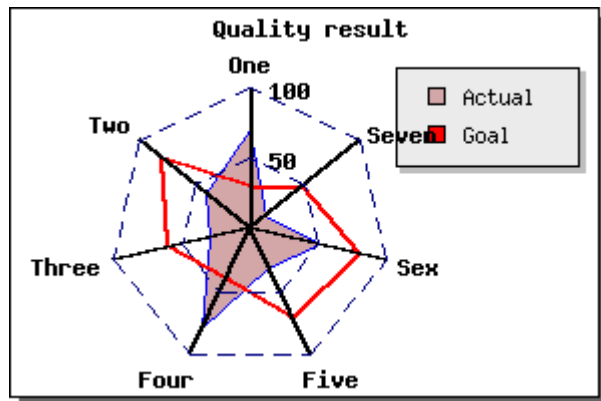 Quality result
One
100
Actual
Two
Seven
Goal
50
Three
Sex
Four
Five